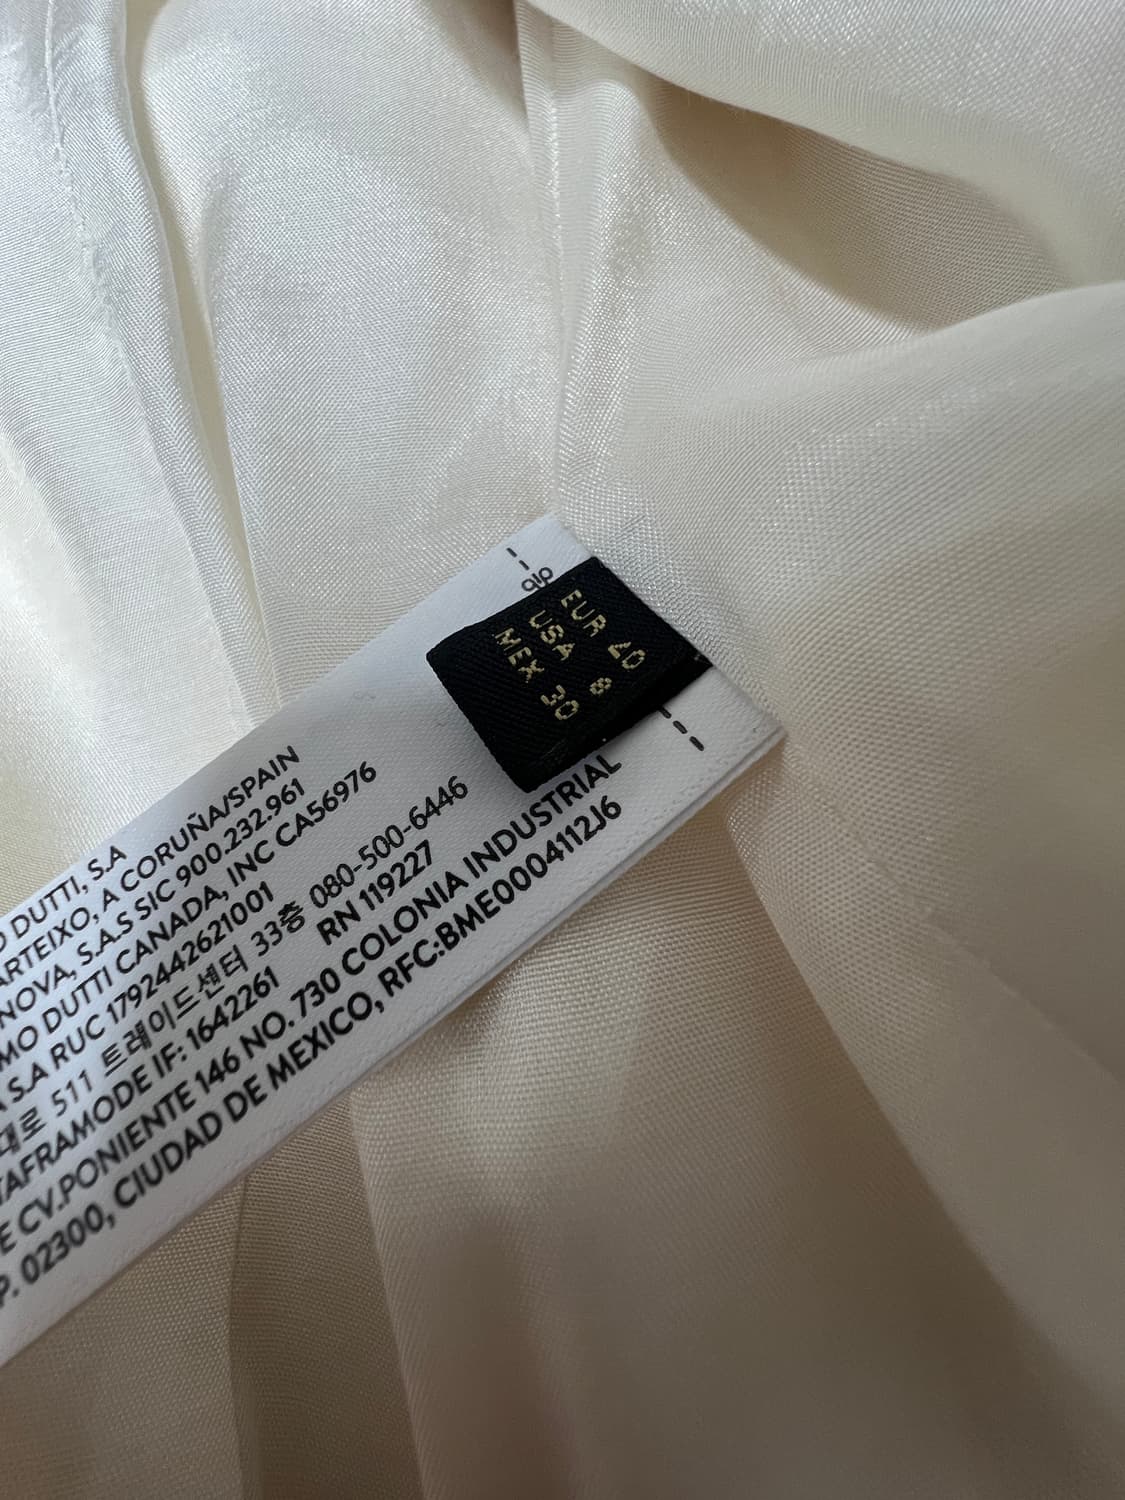 EUR 40
USA 8
MEX 30
DUTTI, S.A
ARTEIXO, A CORUÑA/SPAIN
NOVA, S.A.S SIC 900.232.961
MO DUTTI CANADA, INC CA56976
S.A RUC 1792442621001
대로 511 트레이드센터 33층 080-500-6446
TAFRAMODE IF: 1642261 RN 119227
E CV.PONIENTE 146 NO. 730 COLONIA INDUSTRIAL
P. 02300, CIUDAD DE MEXICO, RFC:BME0004112J6